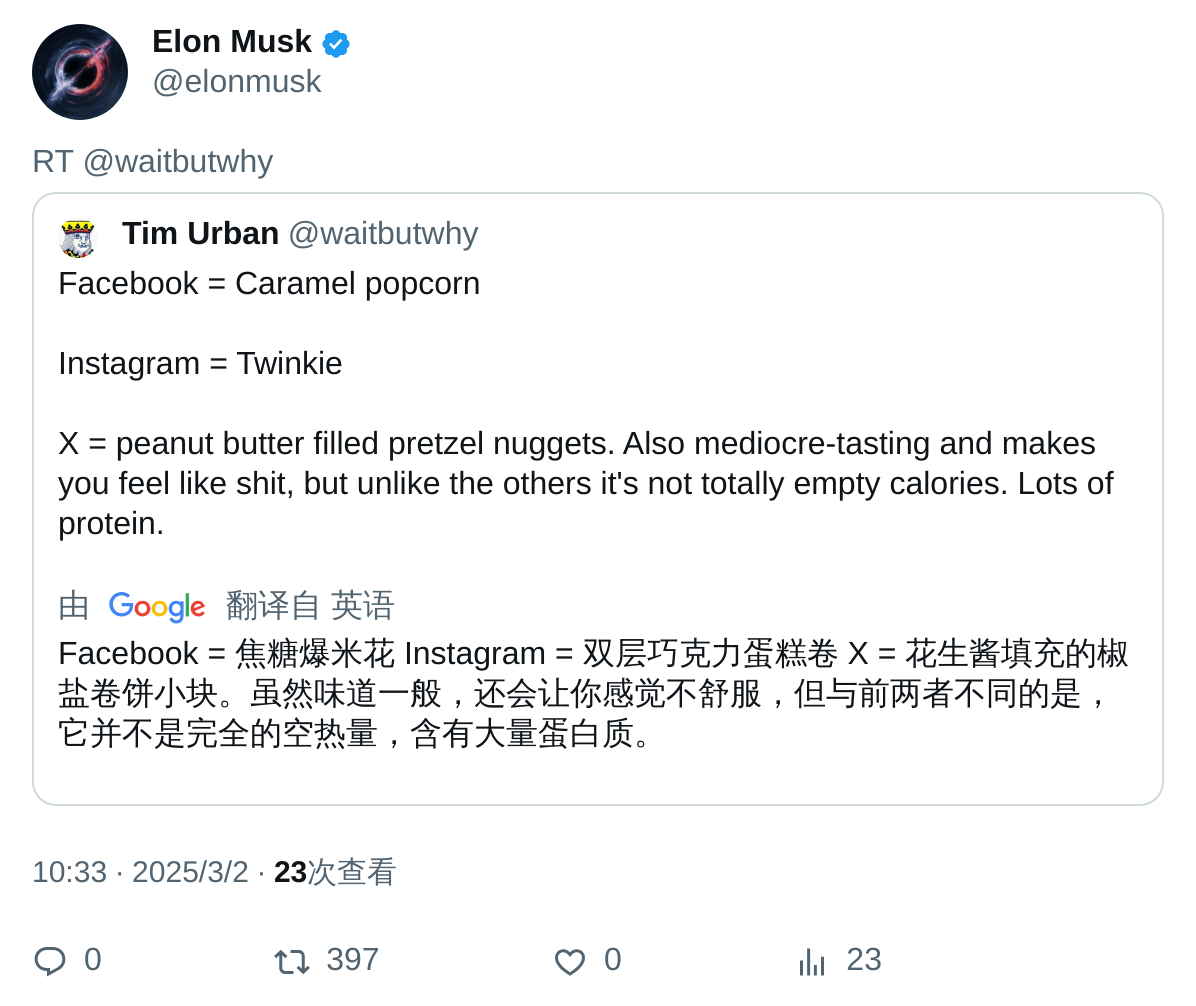 Elon Musk
@elonmusk
RT @waitbutwhy
Tim Urban @waitbutwhy
Facebook = Caramel popcorn
Instagram = Twinkie
X = peanut butter filled pretzel nuggets. Also mediocre-tasting and makes
you feel like shit, but unlike the others it's not totally empty calories. Lots of
protein.
由 Google 翻译自 英语
Facebook = 焦糖爆米花 Instagram = 双层巧克力蛋糕卷 X = 花生酱填充的椒
盐卷饼小块。虽然味道一般，还会让你感觉不舒服，但与前两者不同的是，
它并不是完全的空热量，含有大量蛋白质。
10:33 · 2025/3/2 · 23次查看
0 397 0 23